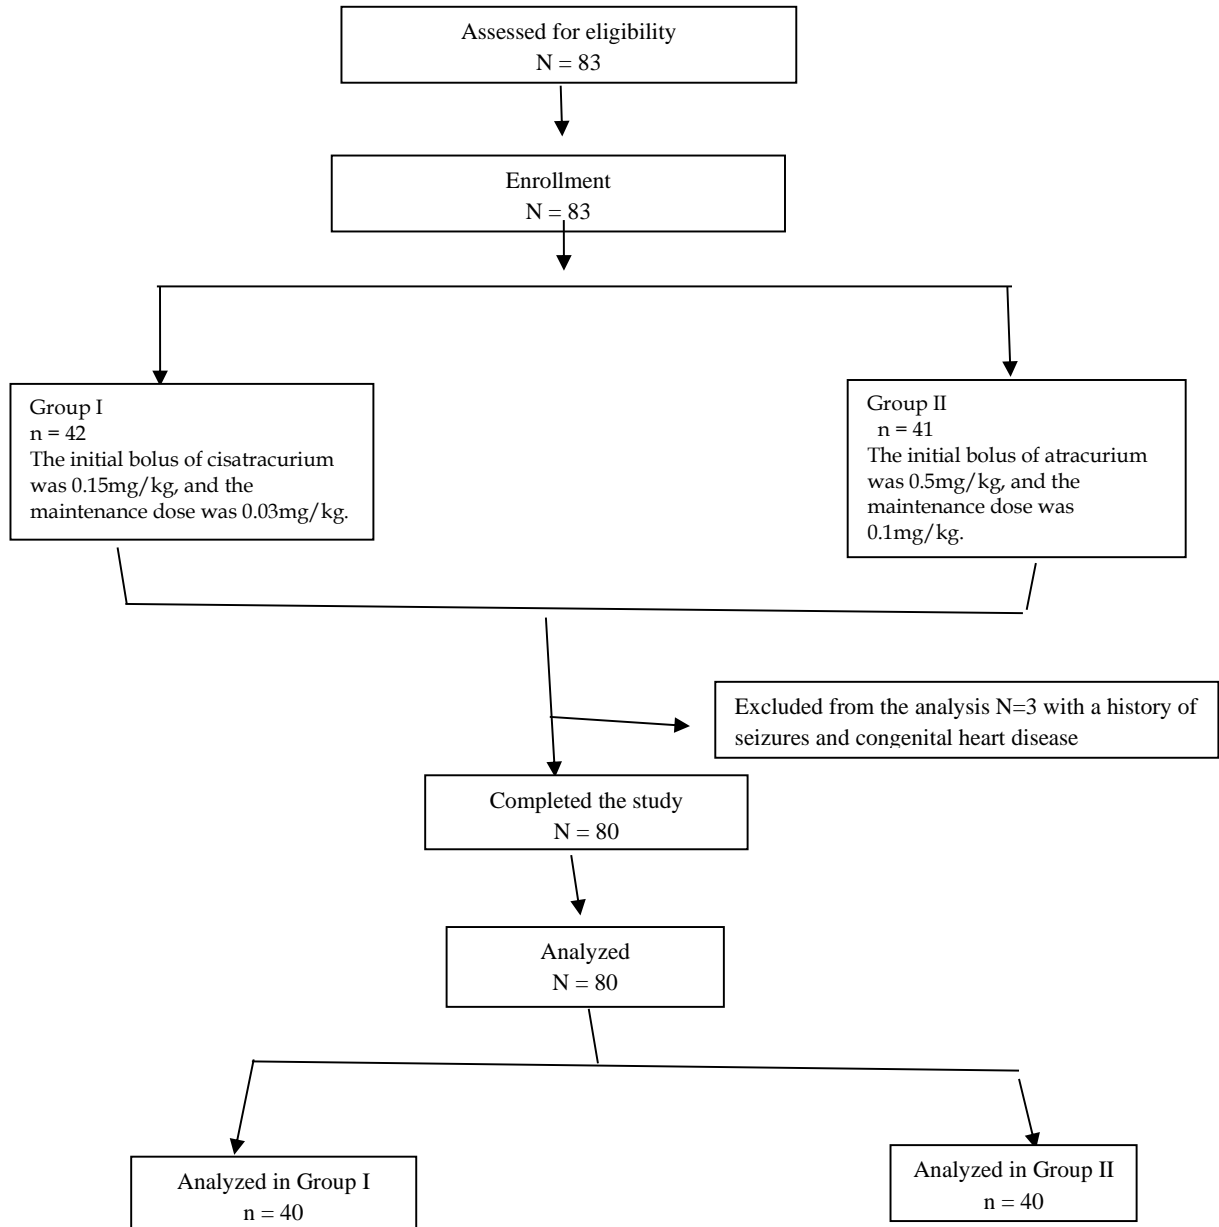 Assessed for eligibility
N = 83
Enrollment
N = 83
Group I
n = 42
The initial bolus of cisatracurium
was 0.15mg/kg, and the
maintenance dose was 0.03mg/kg.
Group II
n = 41
The initial bolus of atracurium
was 0.5mg/kg, and the
maintenance dose was
0.1mg/kg.
Excluded from the analysis N=3 with a history of
seizures and congenital heart disease
Completed the study
N = 80
Analyzed
N = 80
Analyzed in Group I
n = 40
Analyzed in Group II
n = 40